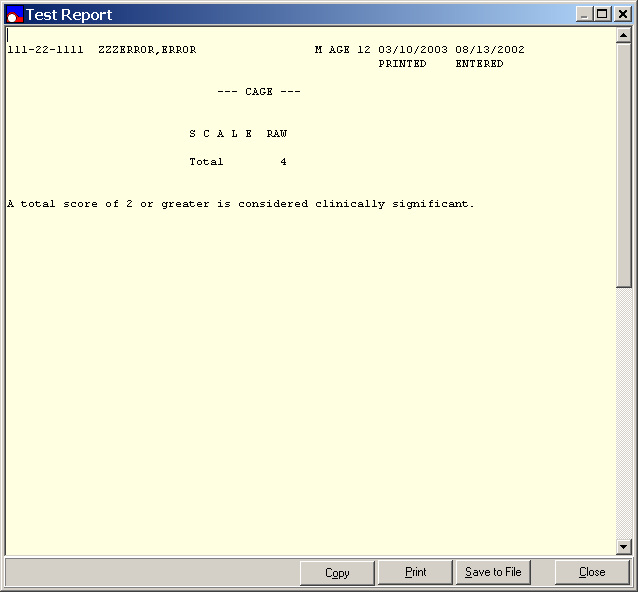 Test Report
111-22-1111 ZZZERROR,ERROR M AGE 12 03/10/2003 08/13/2002
PRINTED ENTERED
--- CAGE ---
S C A L E RAW
Total 4
A total score of 2 or greater is considered clinically significant.
Copy Print Save to File Close